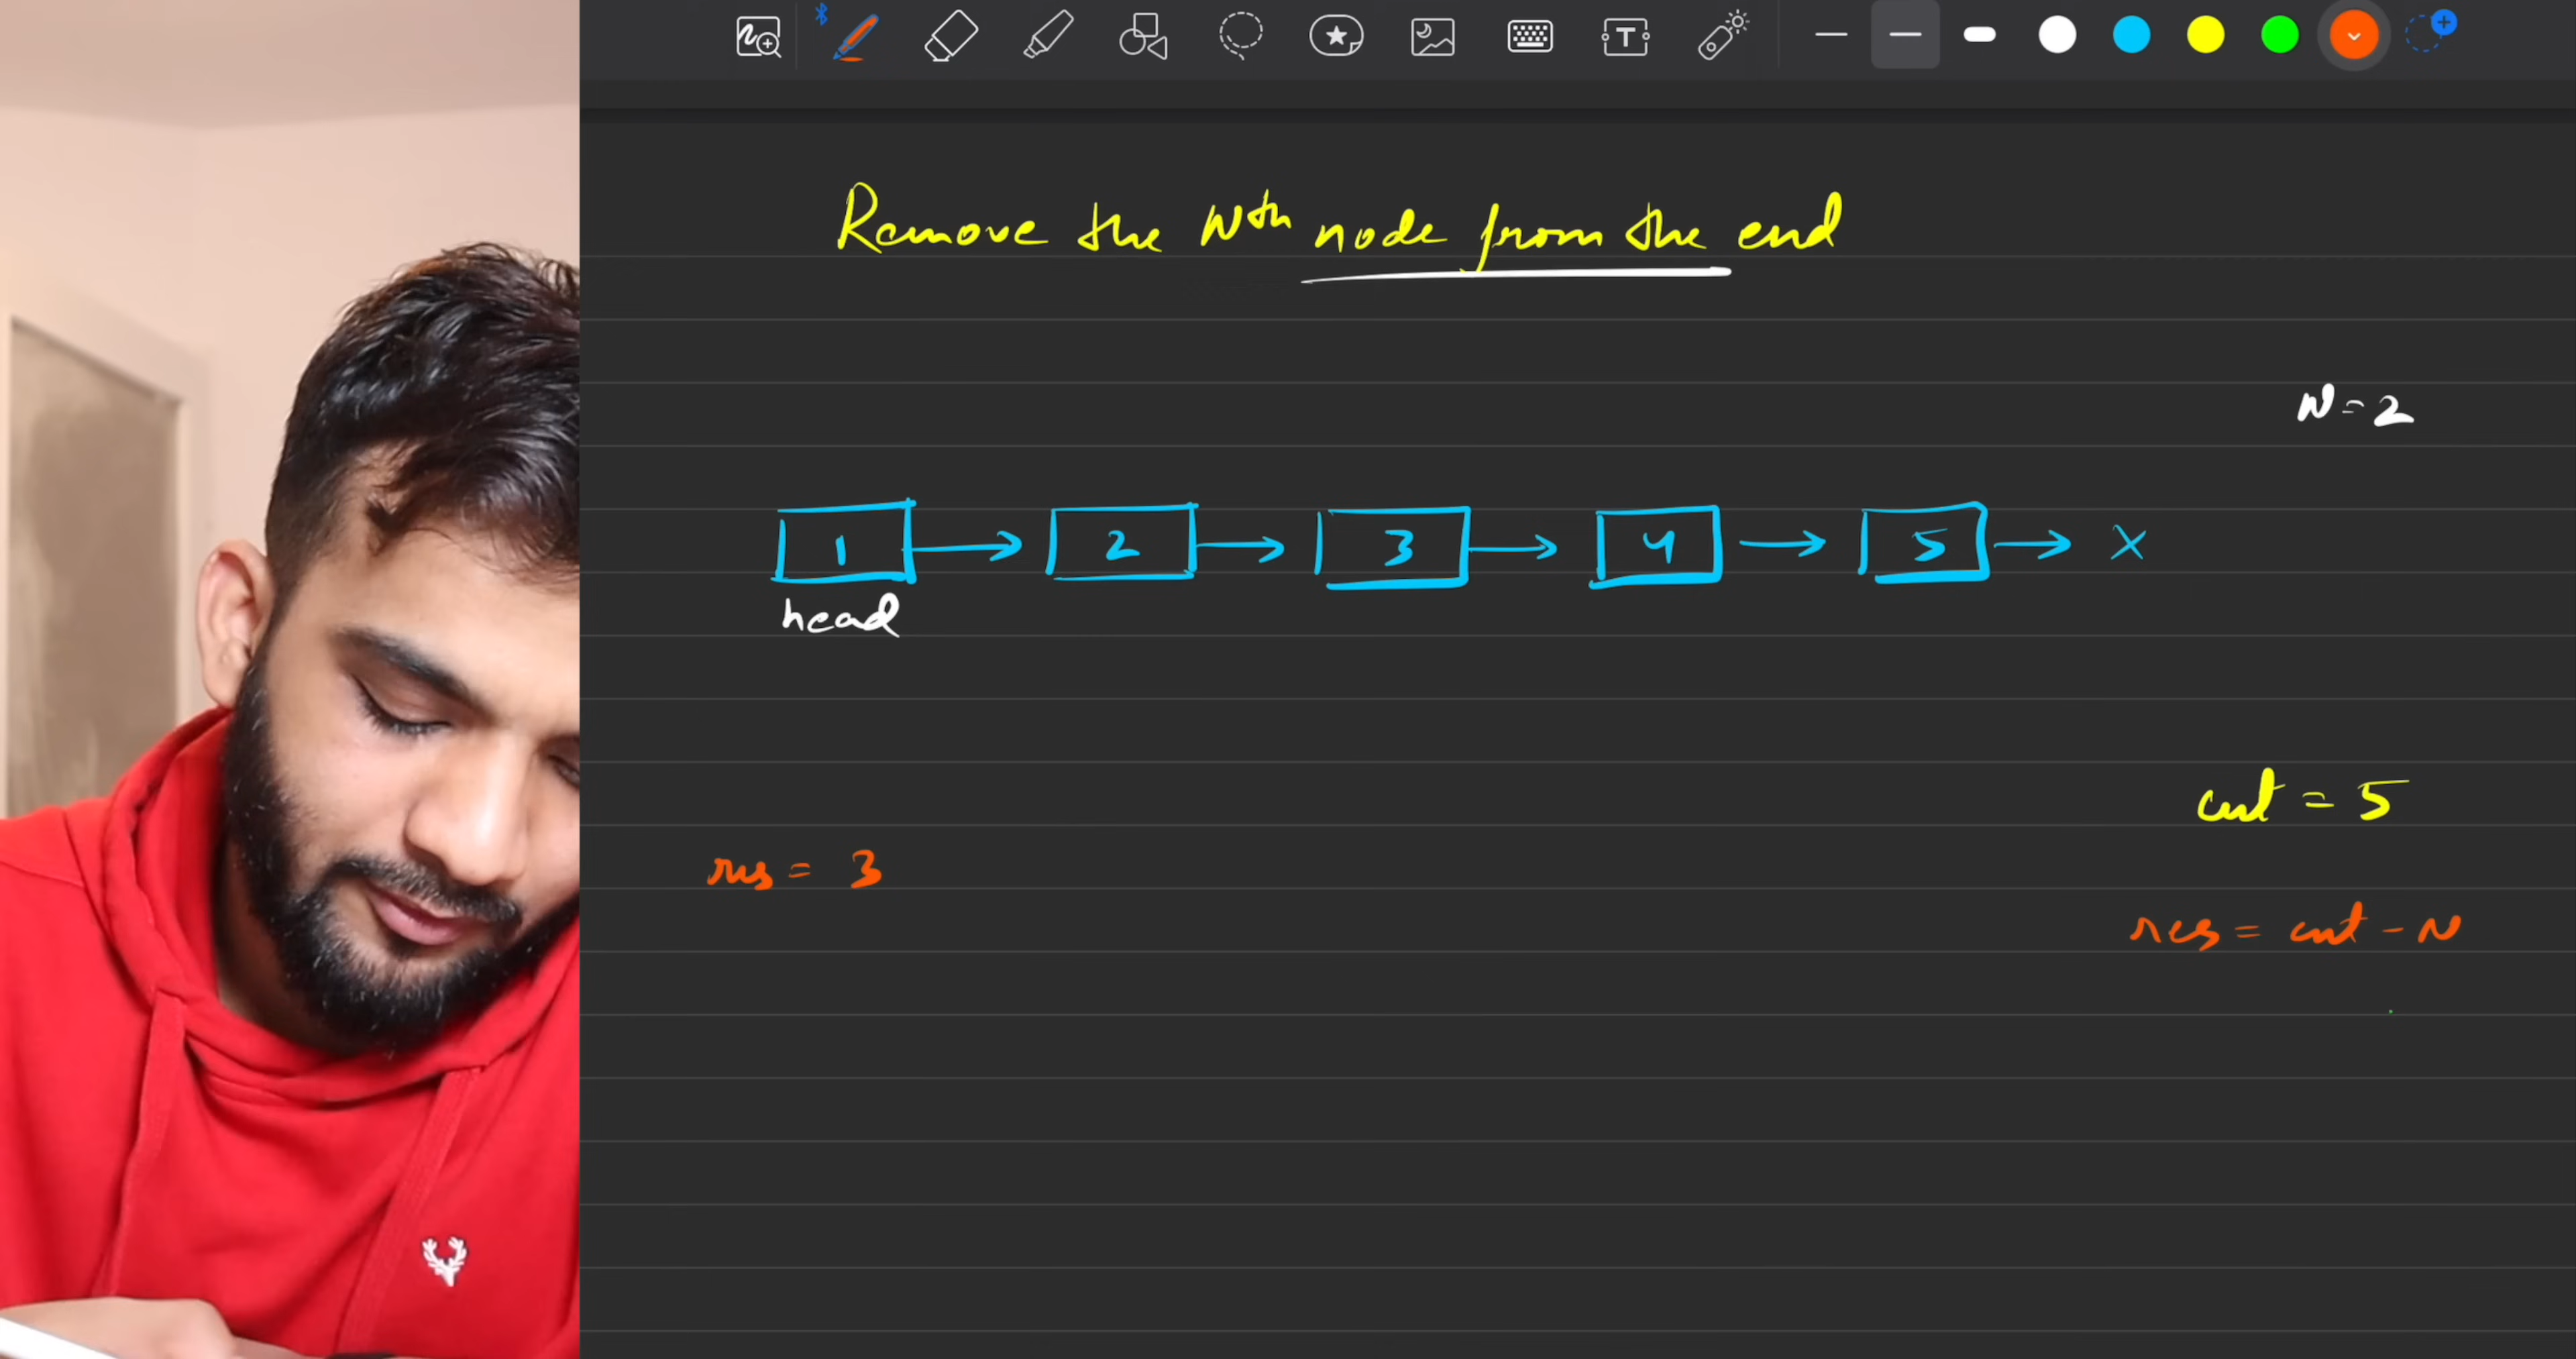 Remove the Nth node from the end
N = 2
1 → 2 → 3 → 4 → 5 → X
head
cnt = 5
res = 3
res = cnt - N